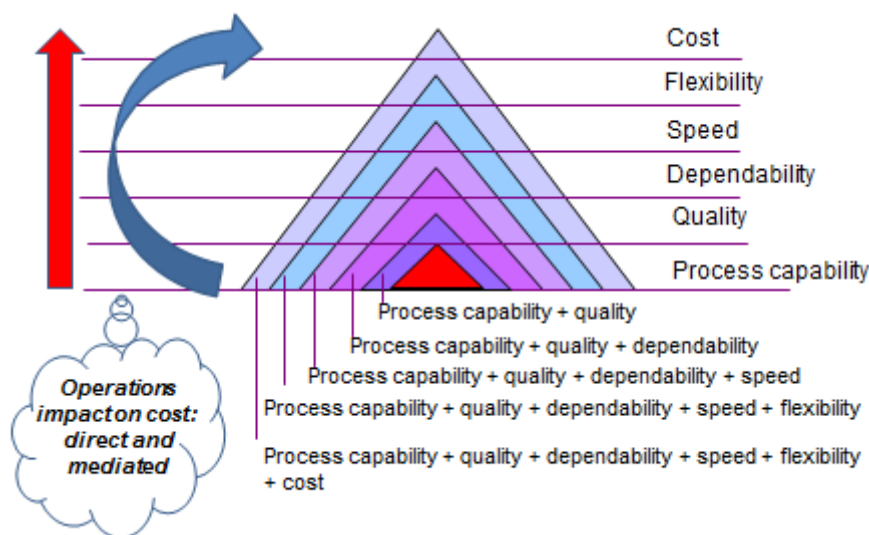 Cost
Flexibility
Speed
Dependability
Quality
Process capability
Process capability + quality
Process capability + quality + dependability
Process capability + quality + dependability + speed
Process capability + quality + dependability + speed + flexibility
Process capability + quality + dependability + speed + flexibility
+ cost
Operations
impact on cost:
direct and
mediated